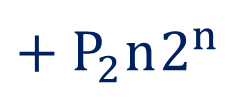 + P₂n2ⁿ